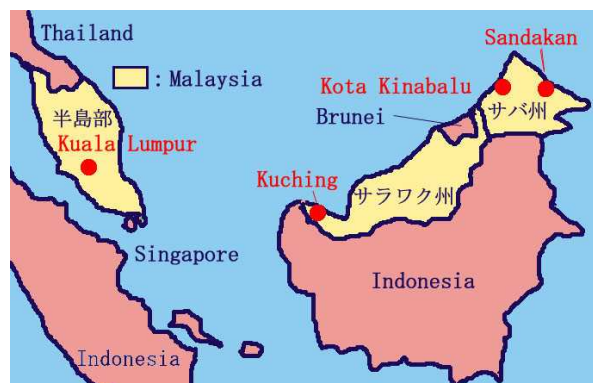 Thailand
: Malaysia
半島部
Kuala Lumpur
Singapore
Indonesia
Sandakan
Kota Kinabalu
サバ州
Brunei
Kuching
サラワク州
Indonesia